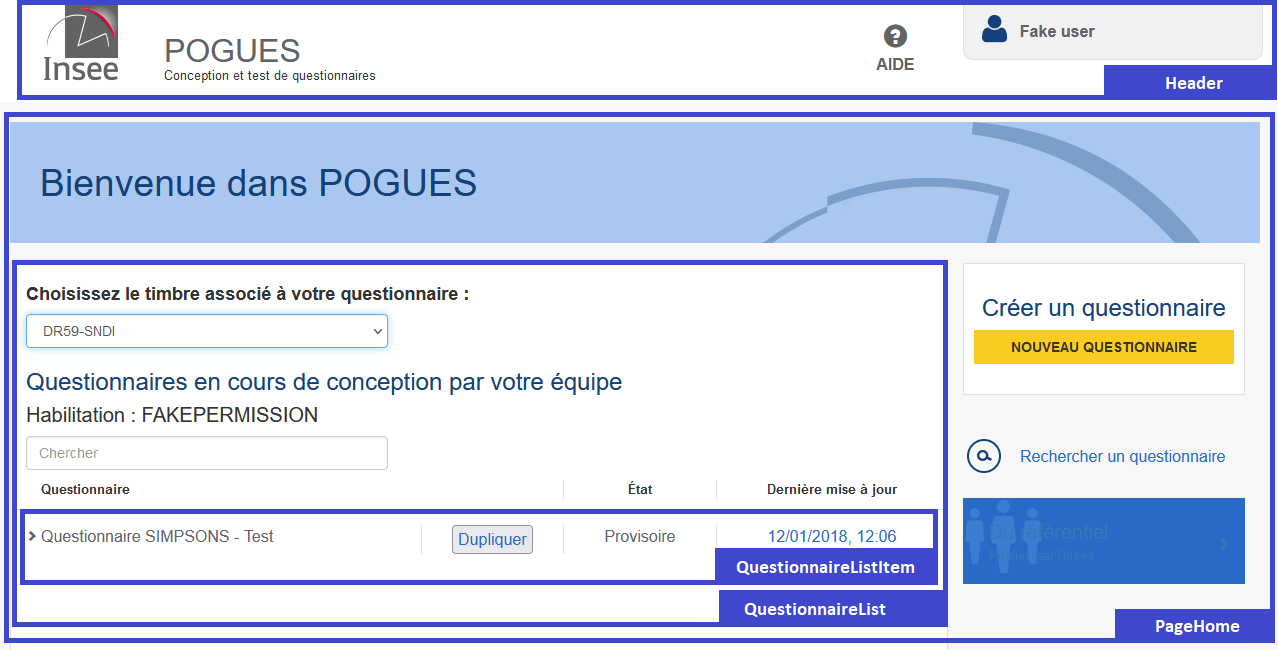 Insee
POGUES
Conception et test de questionnaires
AIDE
Fake user
Header
Bienvenue dans POGUES
Choisissez le timbre associé à votre questionnaire :
DR59-SNDI
Questionnaires en cours de conception par votre équipe
Habilitation : FAKEPERMISSION
Chercher
Questionnaire État Dernière mise à jour
Questionnaire SIMPSONS - Test Dupliquer Provisoire 12/01/2018, 12:06
QuestionnaireListItem
QuestionnaireList
Créer un questionnaire
NOUVEAU QUESTIONNAIRE
Rechercher un questionnaire
Du référentiel
Publiés par l'Insee
PageHome